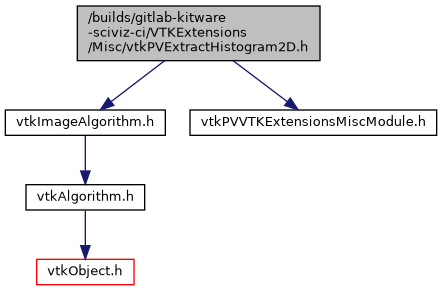 /builds/gitlab-kitware
-sciviz-ci/VTKExtensions
/Misc/vtkPVExtractHistogram2D.h
vtkImageAlgorithm.h
vtkPVVTKExtensionsMiscModule.h
vtkAlgorithm.h
vtkObject.h